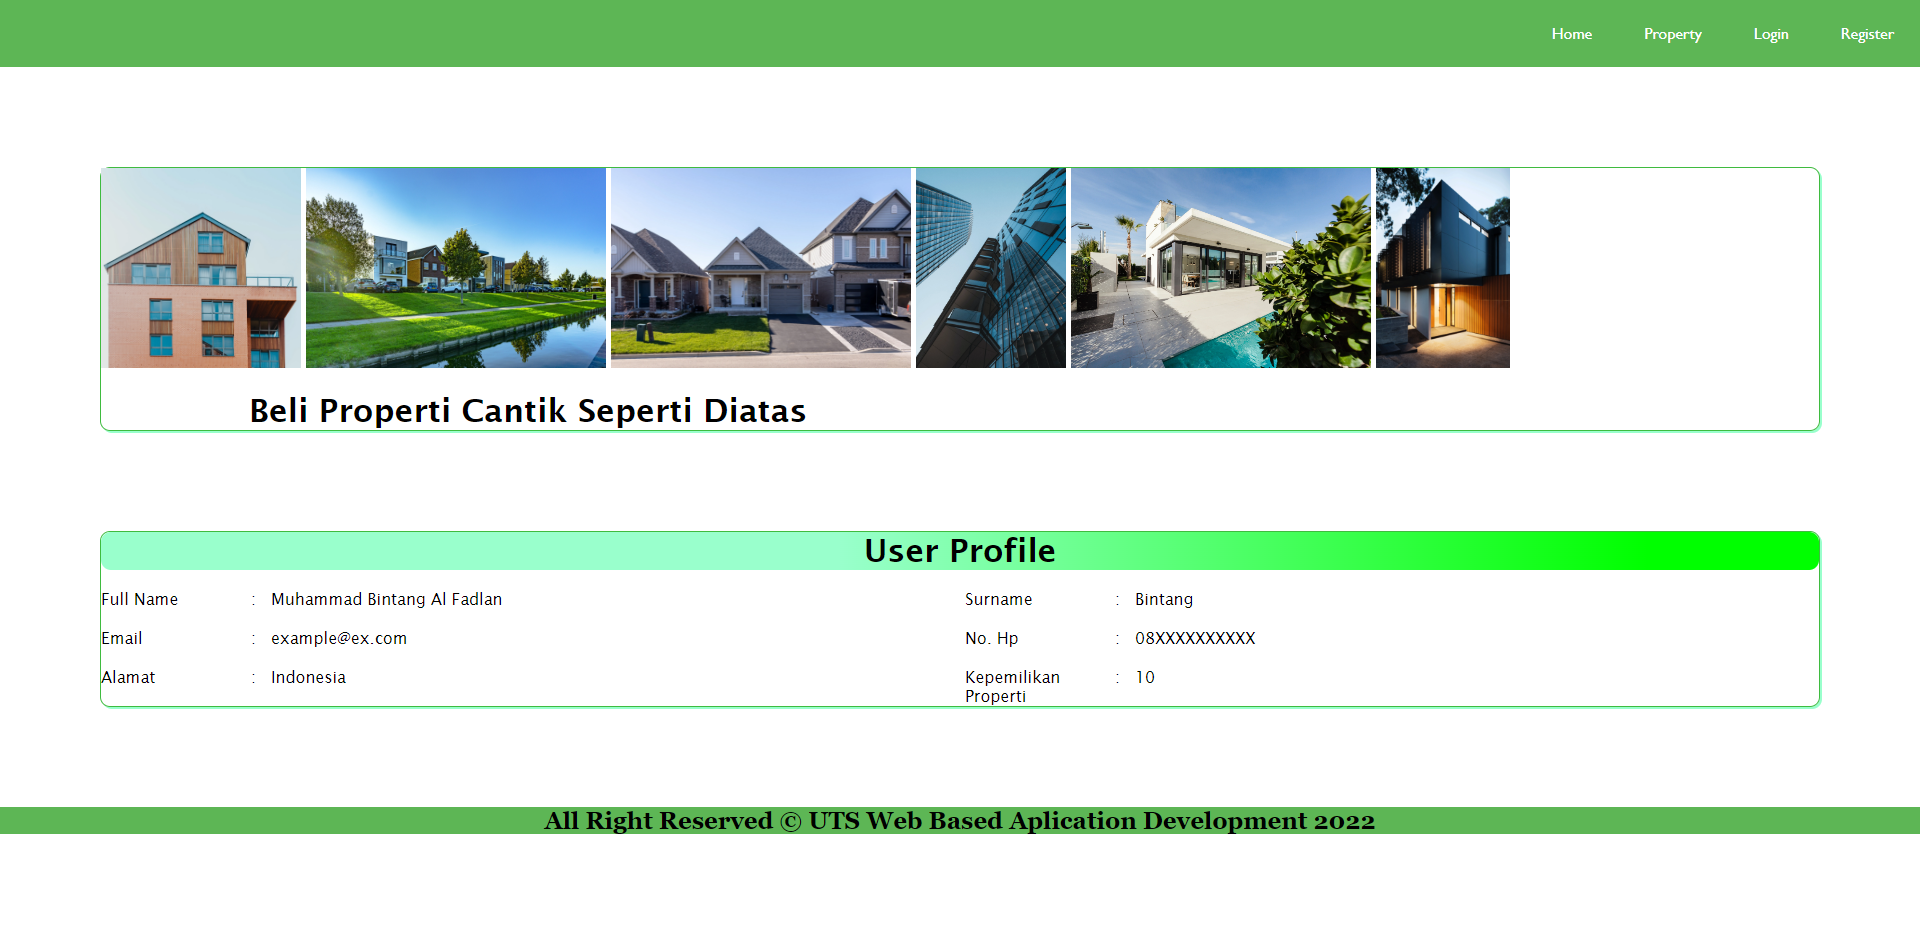 Home Property Login Register
Beli Properti Cantik Seperti Diatas
User Profile
Full Name : Muhammad Bintang Al Fadlan Surname : Bintang
Email : example@ex.com No. Hp : 08XXXXXXXXXX
Alamat : Indonesia Kepemilikan : 10
Properti
All Right Reserved © UTS Web Based Aplication Development 2022